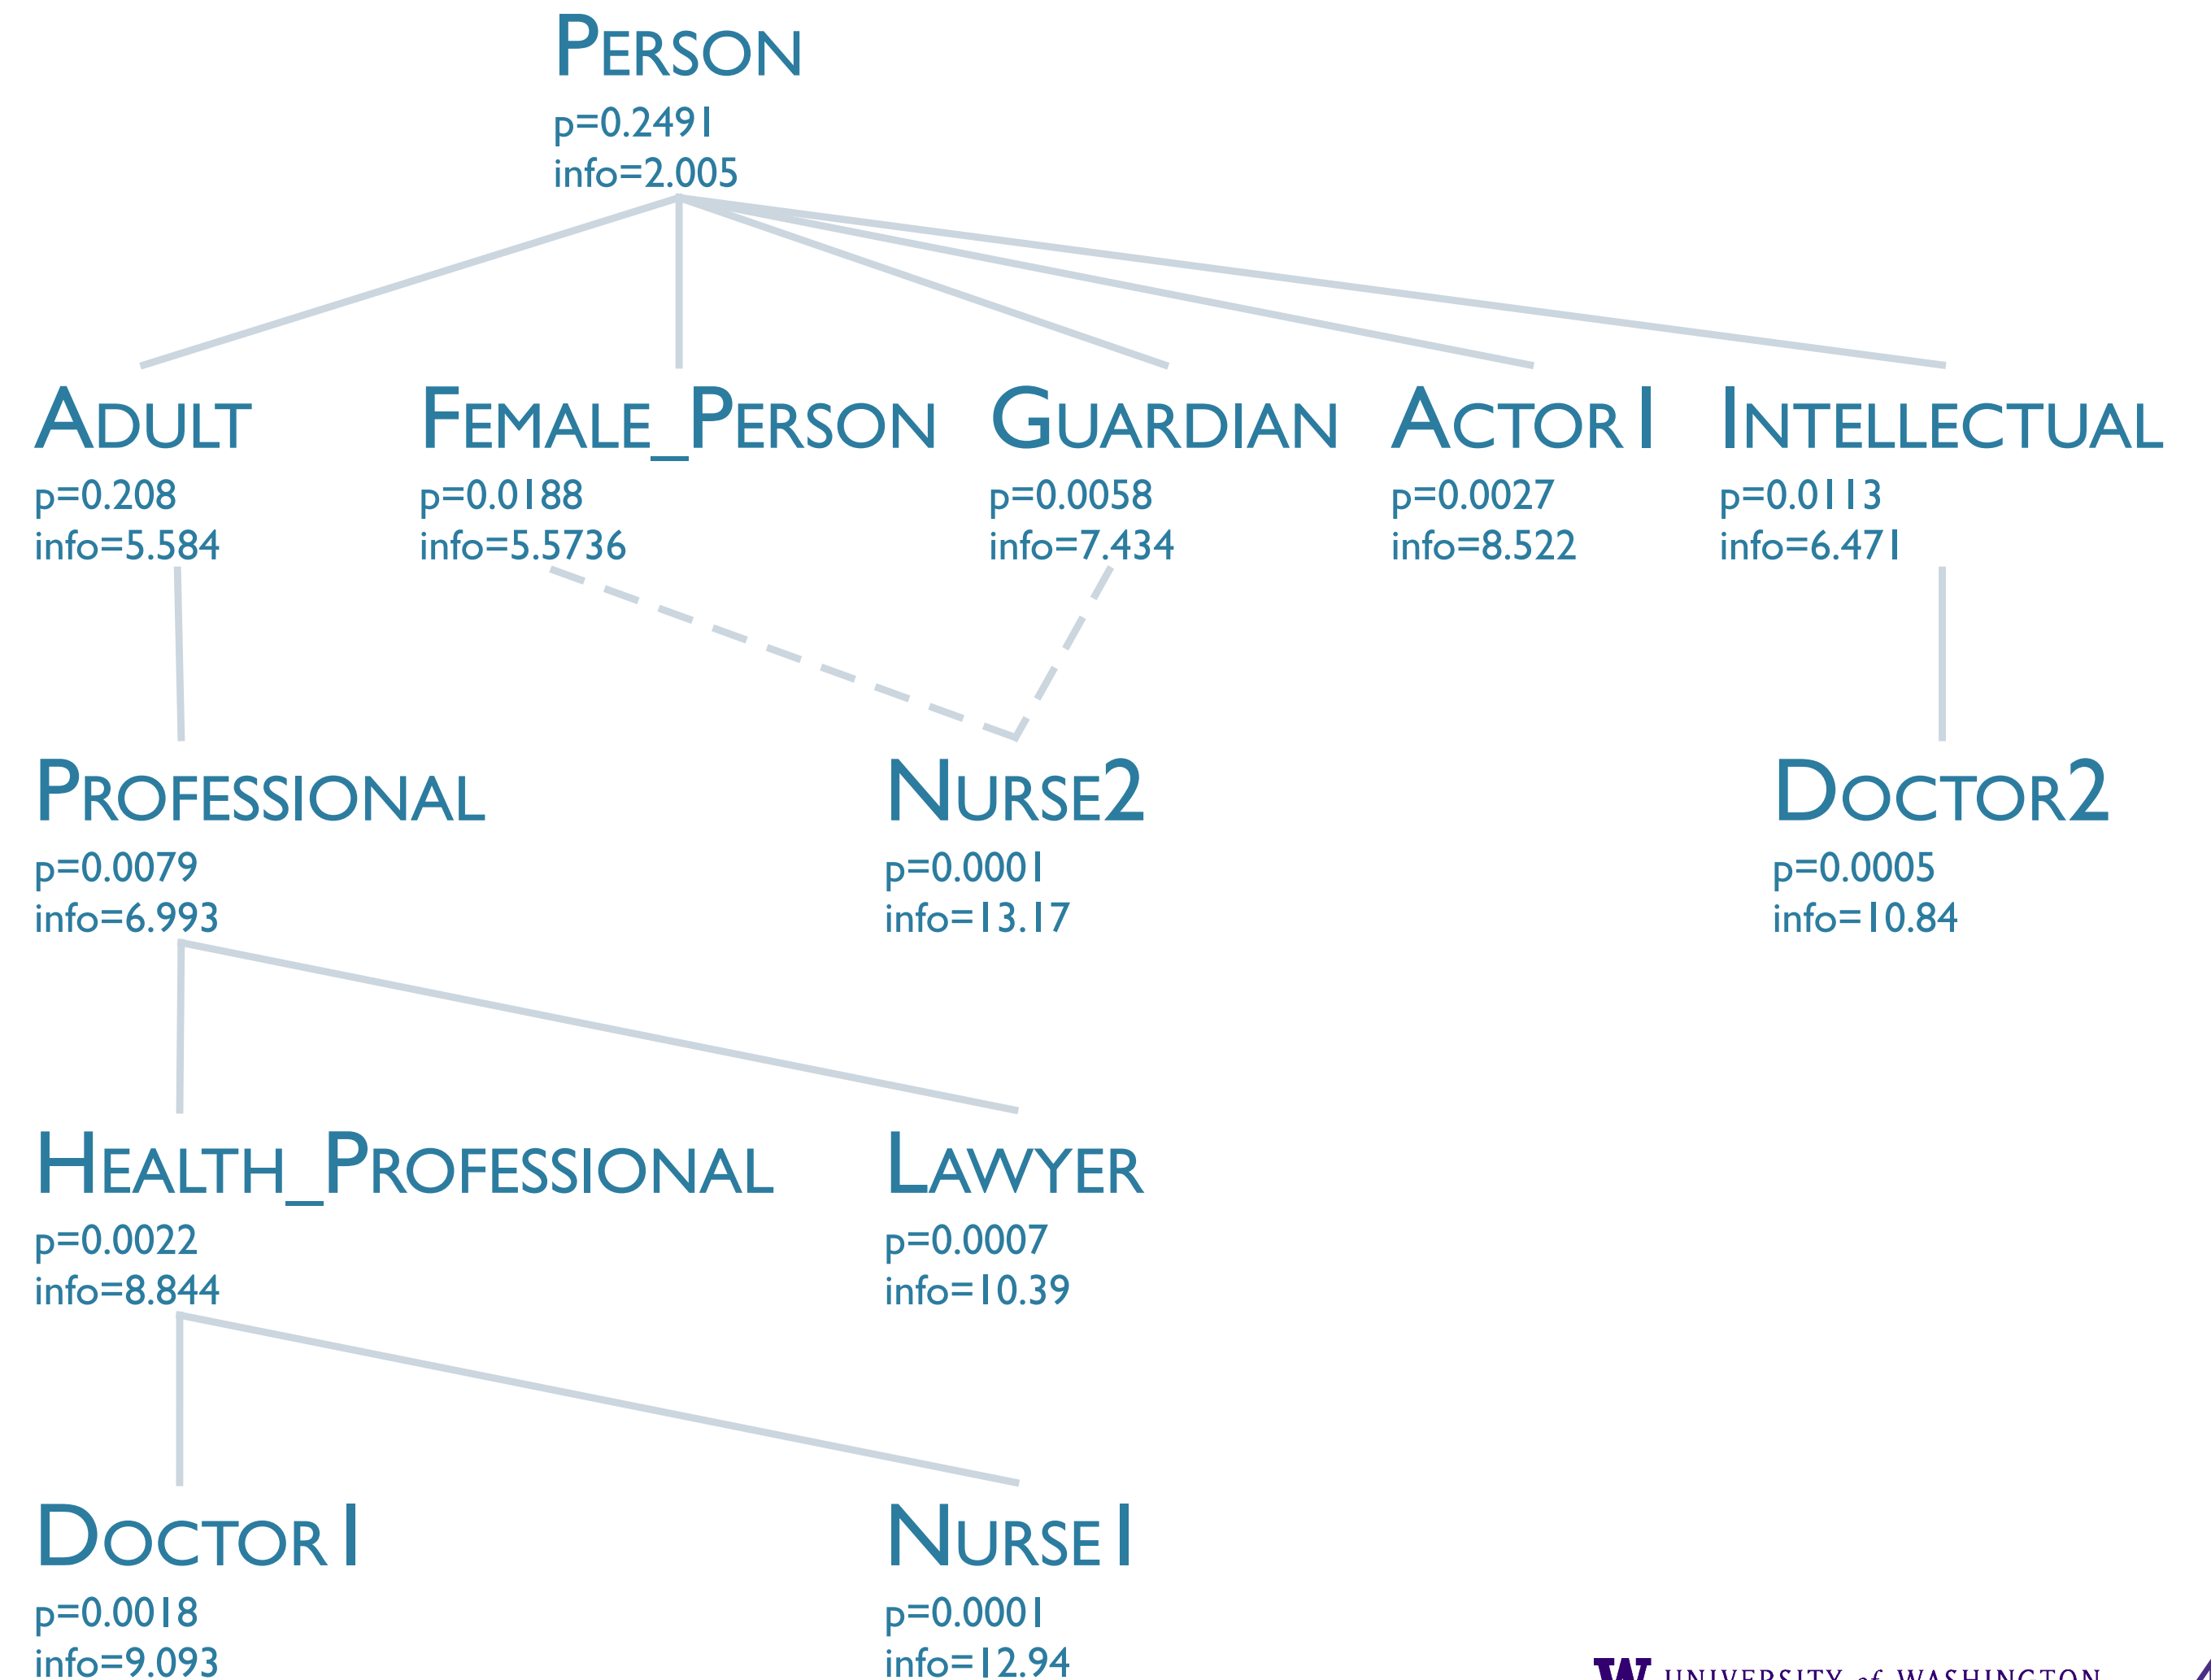 PERSON
p=0.2491
info=2.005
ADULT
p=0.208
info=5.584
FEMALE_PERSON
p=0.0188
info=5.5736
GUARDIAN
p=0.0058
info=7.434
ACTOR1
p=0.0027
info=8.522
INTELLECTUAL
p=0.0113
info=6.471
PROFESSIONAL
p=0.0079
info=6.993
NURSE2
p=0.0001
info=13.17
DOCTOR2
p=0.0005
info=10.84
HEALTH_PROFESSIONAL
p=0.0022
info=8.844
LAWYER
p=0.0007
info=10.39
DOCTOR1
p=0.0018
info=9.093
NURSE1
p=0.0001
info=12.94
W UNIVERSITY of WASHINGTON